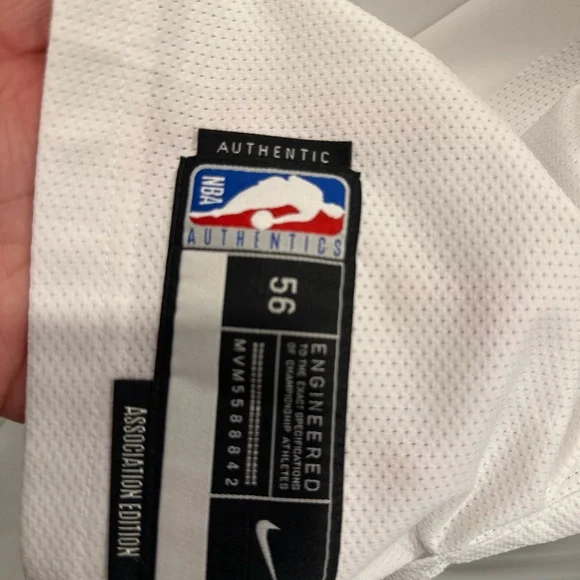 AUTHENTIC
NBA
AUTHENTICS
56
ENGINEERED
TO THE EXACT SPECIFICATIONS
OF CHAMPIONSHIP ATHLETES
MVM5588842
ASSOCIATION EDITION